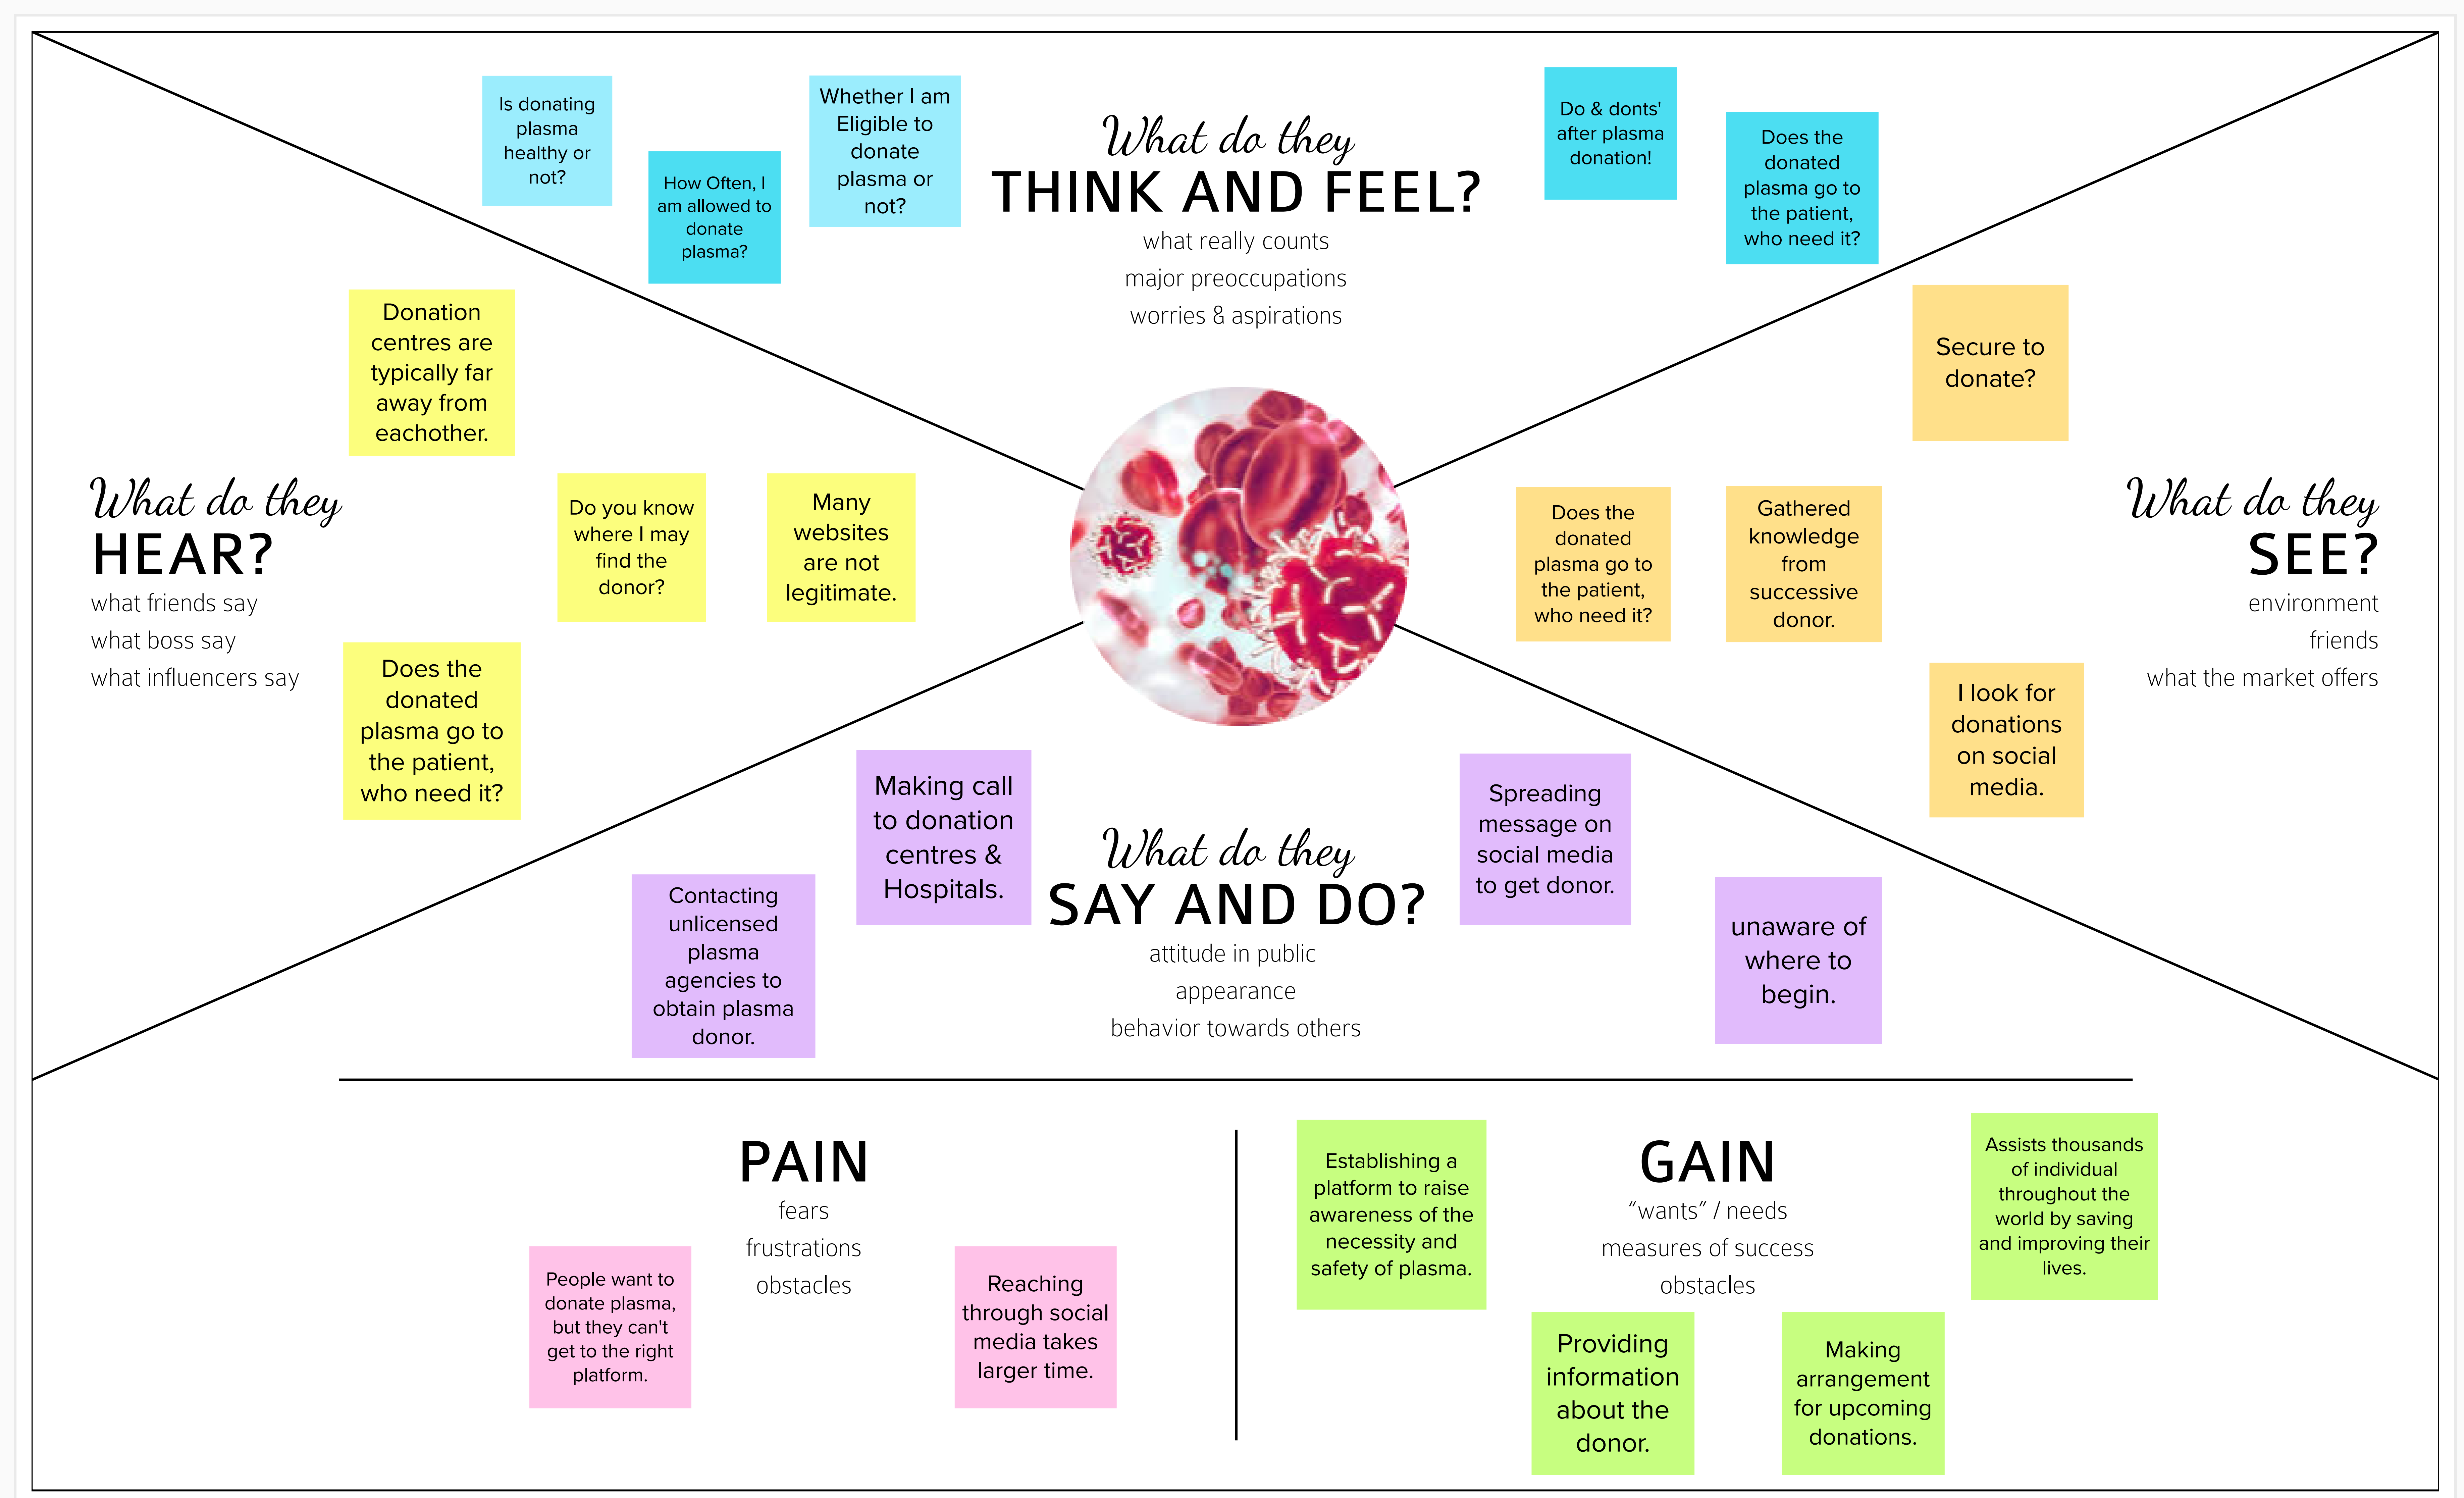 Is donating
plasma
healthy or
not?
How Often, I
am allowed to
donate
plasma?
Whether I am
Eligible to
donate
plasma or
not?
What do they
THINK AND FEEL?
what really counts
major preoccupations
worries & aspirations
Do & donts'
after plasma
donation!
Does the
donated
plasma go to
the patient,
who need it?
What do they
HEAR?
what friends say
what boss say
what influencers say
Donation
centres are
typically far
away from
eachother.
Do you know
where I may
find the
donor?
Many
websites
are not
legitimate.
Does the
donated
plasma go to
the patient,
who need it?
Secure to
donate?
Does the
donated
plasma go to
the patient,
who need it?
Gathered
knowledge
from
successive
donor.
I look for
donations
on social
media.
What do they
SEE?
environment
friends
what the market offers
Contacting
unlicensed
plasma
agencies to
obtain plasma
donor.
Making call
to donation
centres &
Hospitals.
What do they
SAY AND DO?
attitude in public
appearance
behavior towards others
Spreading
message on
social media
to get donor.
unaware of
where to
begin.
PAIN
fears
frustrations
obstacles
People want to
donate plasma,
but they can't
get to the right
platform.
Reaching
through social
media takes
larger time.
Establishing a
platform to raise
awareness of the
necessity and
safety of plasma.
GAIN
“wants” / needs
measures of success
obstacles
Assists thousands
of individual
throughout the
world by saving
and improving their
lives.
Providing
information
about the
donor.
Making
arrangement
for upcoming
donations.